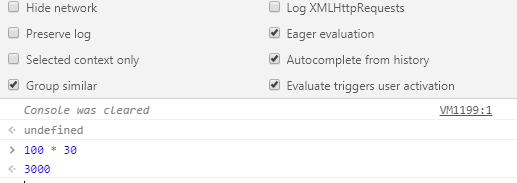 Hide network Log XMLHttpRequests
Preserve log Eager evaluation
Selected context only Autocomplete from history
Group similar Evaluate triggers user activation
Console was cleared VM1199:1
undefined
100 * 30
3000